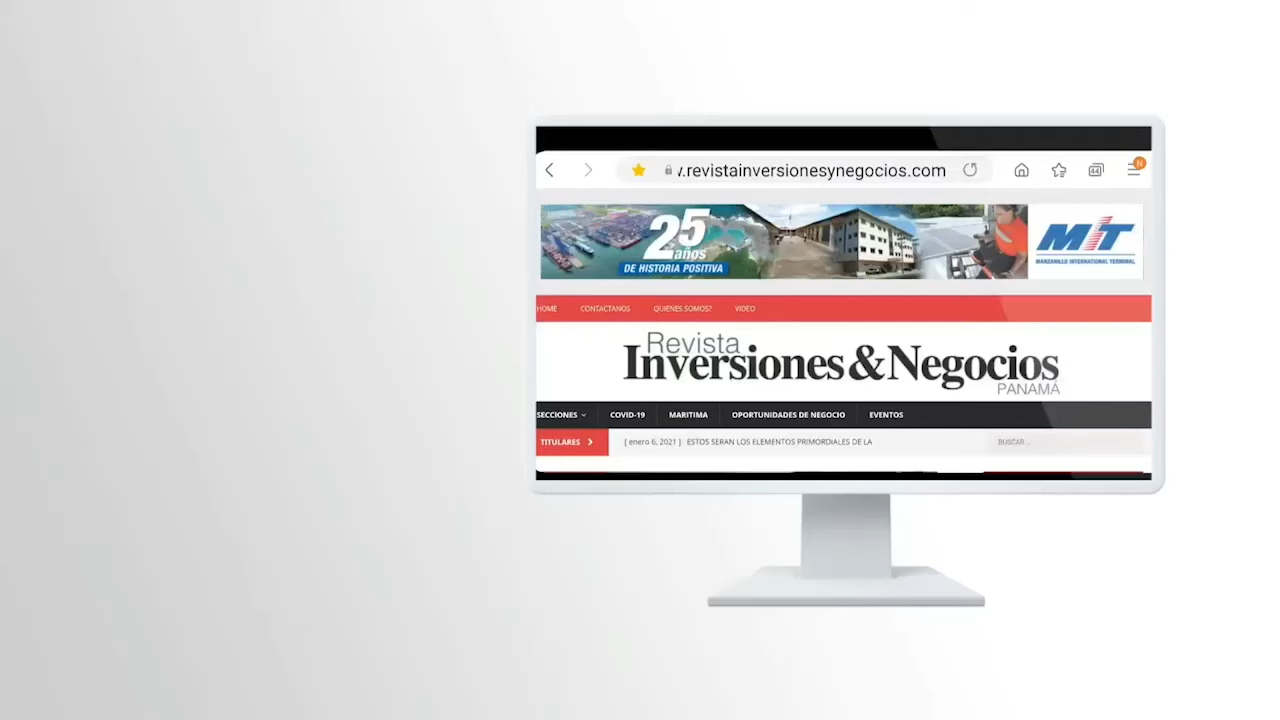 .revistainversionesynegocios.com
44
N
25
años
DE HISTORIA POSITIVA
MIT
MANZANILLO INTERNATIONAL TERMINAL
HOME CONTACTANOS QUIENES SOMOS? VIDEO
Revista
Inversiones & Negocios
PANAMÁ
SECCIONES COVID-19 MARITIMA OPORTUNIDADES DE NEGOCIO EVENTOS
TITULARES [ enero 6, 2021 ] ESTOS SERAN LOS ELEMENTOS PRIMORDIALES DE LA BUSCAR ...